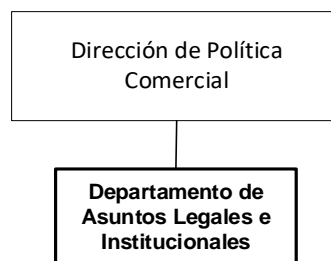 Dirección de Política
Comercial
Departamento de
Asuntos Legales e
Institucionales